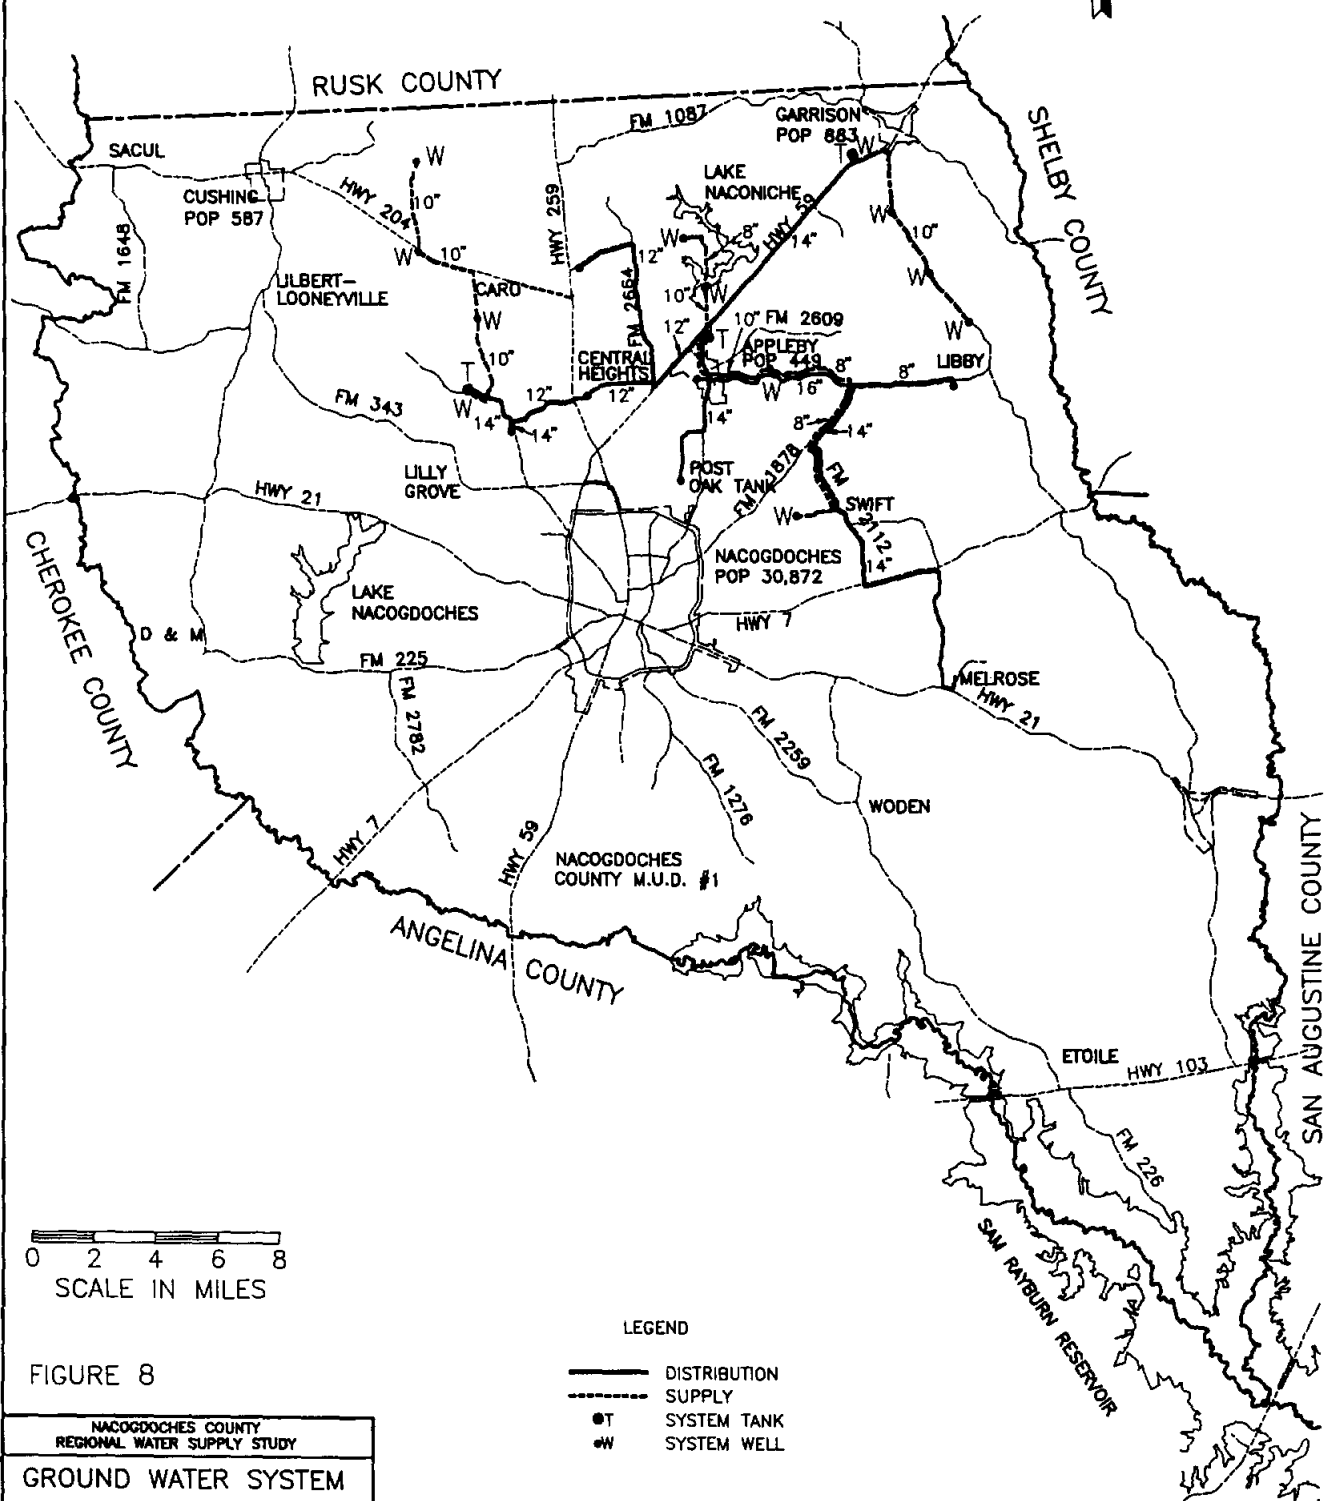 RUSK COUNTY
SHELBY COUNTY
FM 1087
GARRISON
POP 883
T
W
SACUL
CUSHING
POP 587
HWY 204
W
10"
W
10"
HWY 259
LAKE
NACONICHE
HWY 59
14"
8"
W
W
10"
W
FM 1648
LILBERT-
LOONEYVILLE
CARO
W
10"
12"
FM 2664
10"
W
12"
T
10"
FM 2609
APPLEBY
POP 449
8"
W
LIBBY
8"
CENTRAL
HEIGHTS
T
W
14"
14"
12"
12"
W
16"
14"
8"
14"
FM 343
LILLY
GROVE
POST
OAK TANK
FM 1878
FM 2112
SWIFT
W
14"
HWY 21
CHEROKEE COUNTY
LAKE
NACOGDOCHES
NACOGDOCHES
POP 30,872
HWY 7
D & M
FM 225
FM 2782
MELROSE
HWY 21
FM 2259
FM 1276
WODEN
HWY 7
HWY 59
NACOGDOCHES
COUNTY M.U.D. #1
ANGELINA COUNTY
SAN AUGUSTINE COUNTY
ETOILE
HWY 103
FM 226
SAM RAYBURN RESERVOIR
0 2 4 6 8
SCALE IN MILES
LEGEND
DISTRIBUTION
SUPPLY
T SYSTEM TANK
W SYSTEM WELL
FIGURE 8
NACOGDOCHES COUNTY
REGIONAL WATER SUPPLY STUDY
GROUND WATER SYSTEM